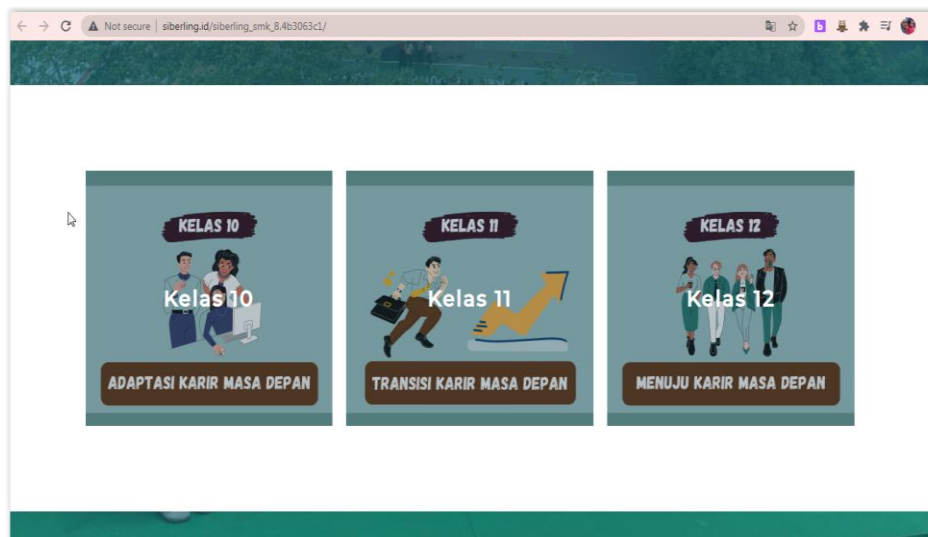 Not secure | siberling.id/siberling_smk_8.4b3063c1/
KELAS 10
Kelas 10
ADAPTASI KARIR MASA DEPAN
KELAS 11
Kelas 11
TRANSISI KARIR MASA DEPAN
KELAS 12
Kelas 12
MENUJU KARIR MASA DEPAN